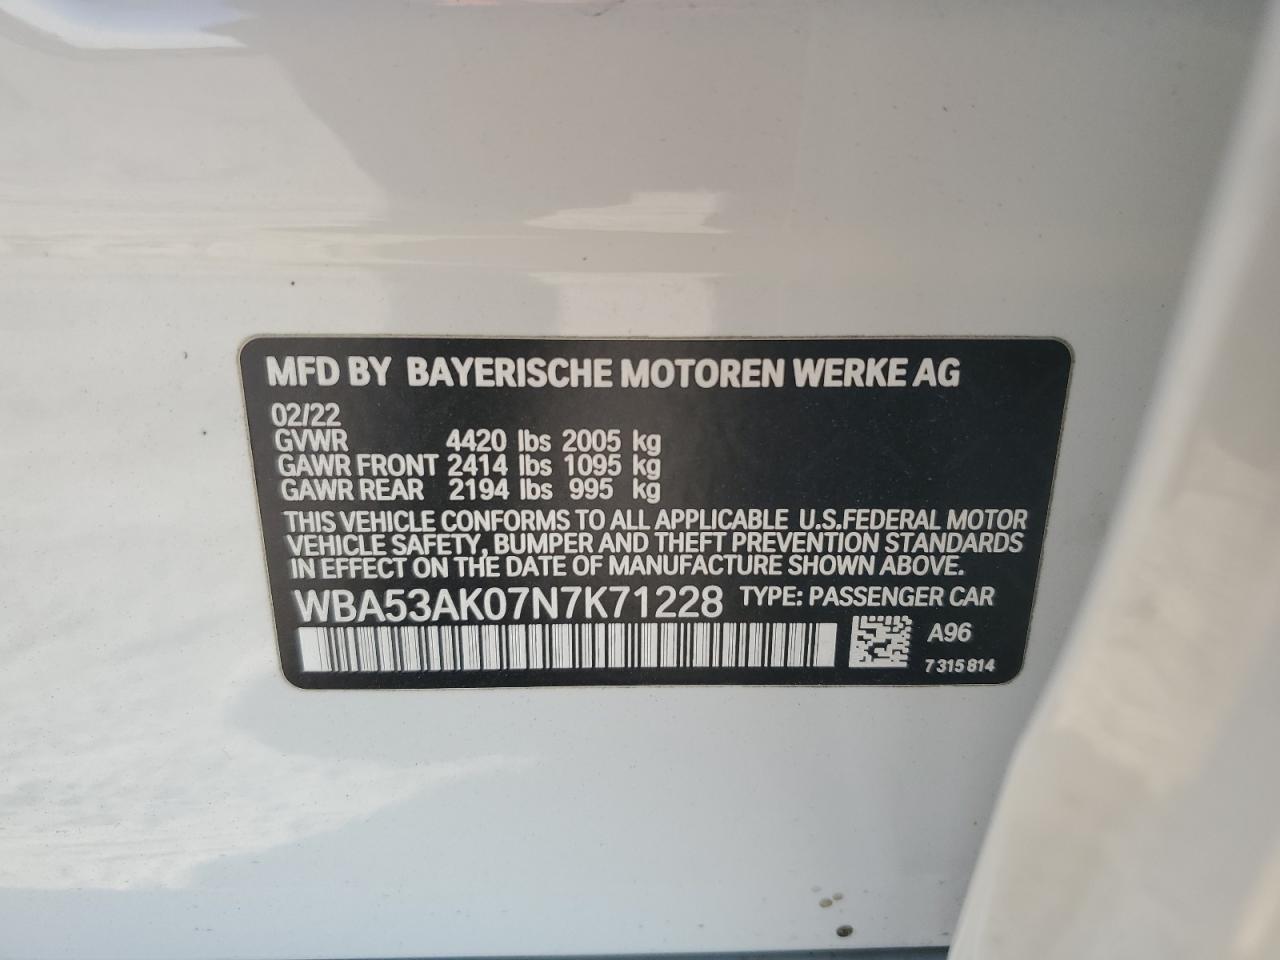 MFD BY BAYERISCHE MOTOREN WERKE AG
02/22
GVWR 4420 lbs 2005 kg
GAWR FRONT 2414 lbs 1095 kg
GAWR REAR 2194 lbs 995 kg
THIS VEHICLE CONFORMS TO ALL APPLICABLE U.S.FEDERAL MOTOR
VEHICLE SAFETY, BUMPER AND THEFT PREVENTION STANDARDS
IN EFFECT ON THE DATE OF MANUFACTURE SHOWN ABOVE.
WBA53AK07N7K71228 TYPE: PASSENGER CAR
A96
7 315 814